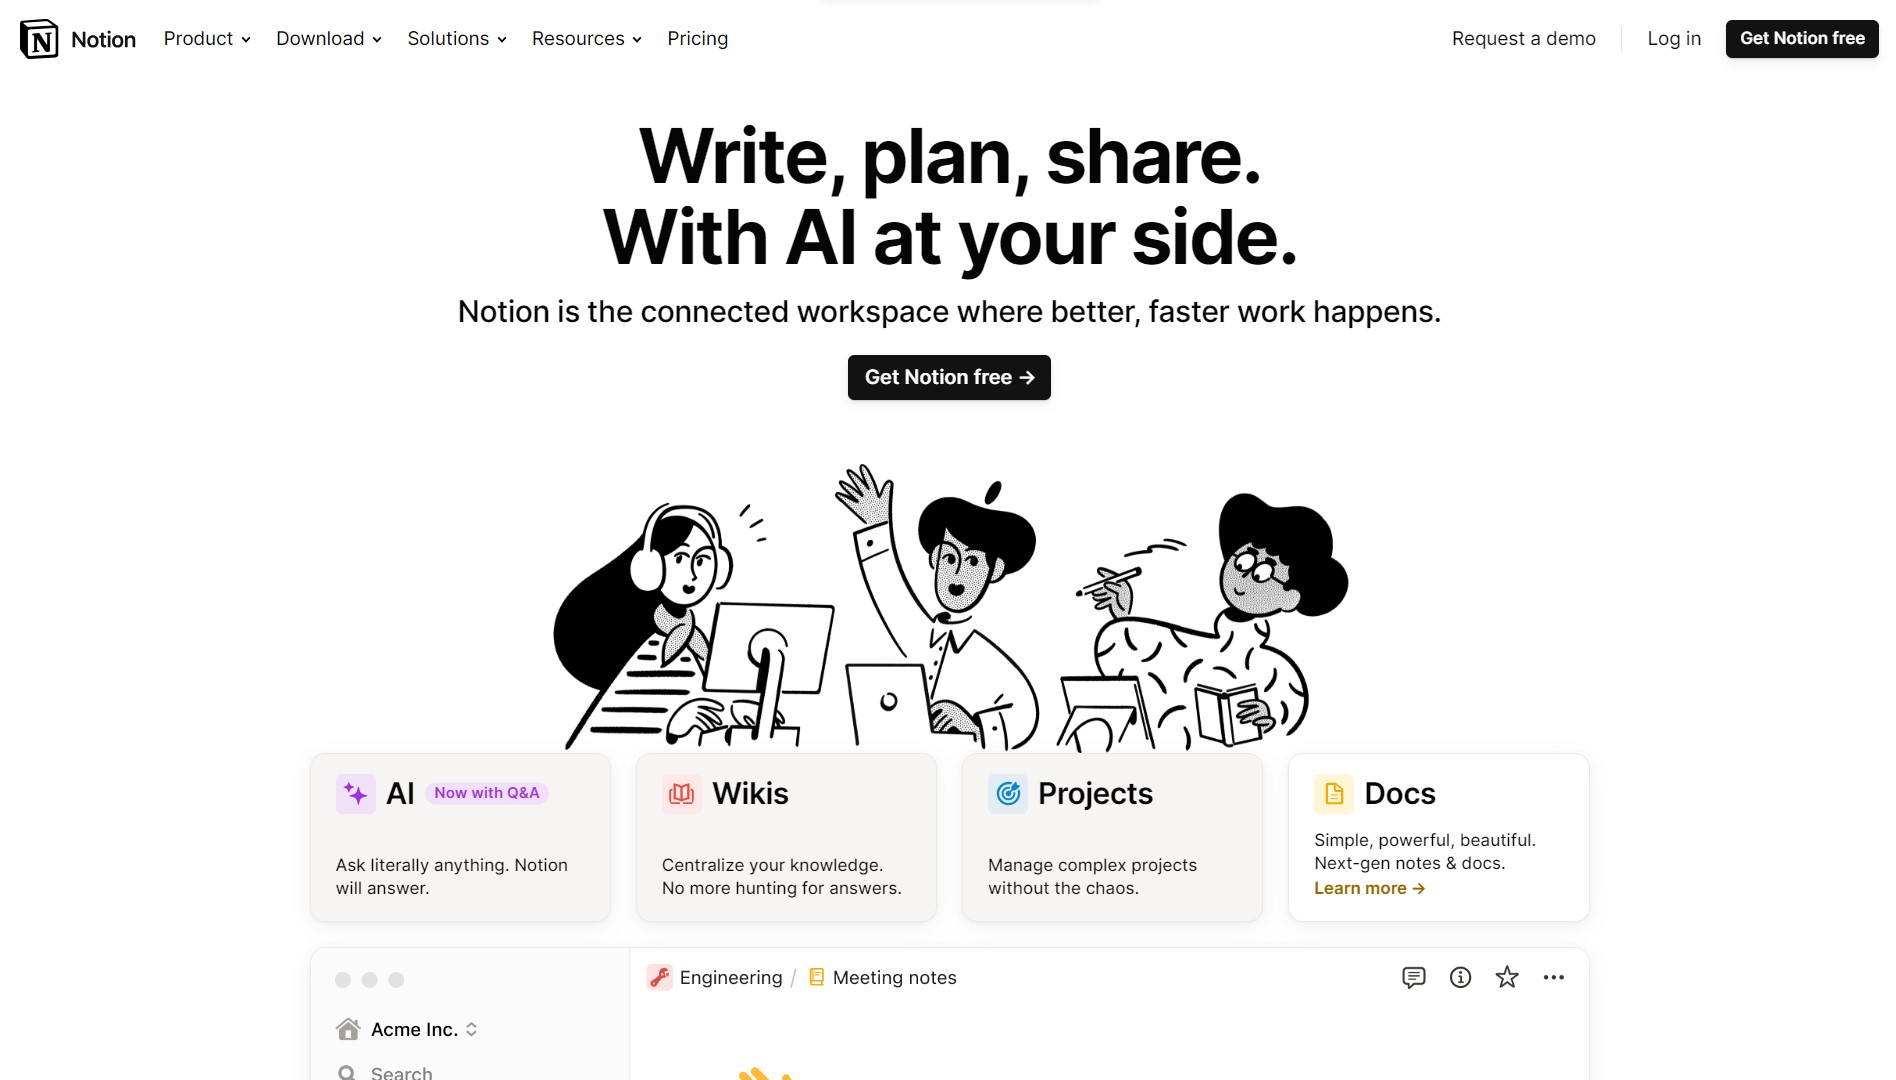 Notion
Product
Download
Solutions
Resources
Pricing
Request a demo
Log in
Get Notion free
Write, plan, share.
With AI at your side.
Notion is the connected workspace where better, faster work happens.
Get Notion free →
AI
Now with Q&A
Ask literally anything. Notion
will answer.
Wikis
Centralize your knowledge.
No more hunting for answers.
Projects
Manage complex projects
without the chaos.
Docs
Simple, powerful, beautiful.
Next-gen notes & docs.
Learn more →
Engineering / Meeting notes
Acme Inc.
Search